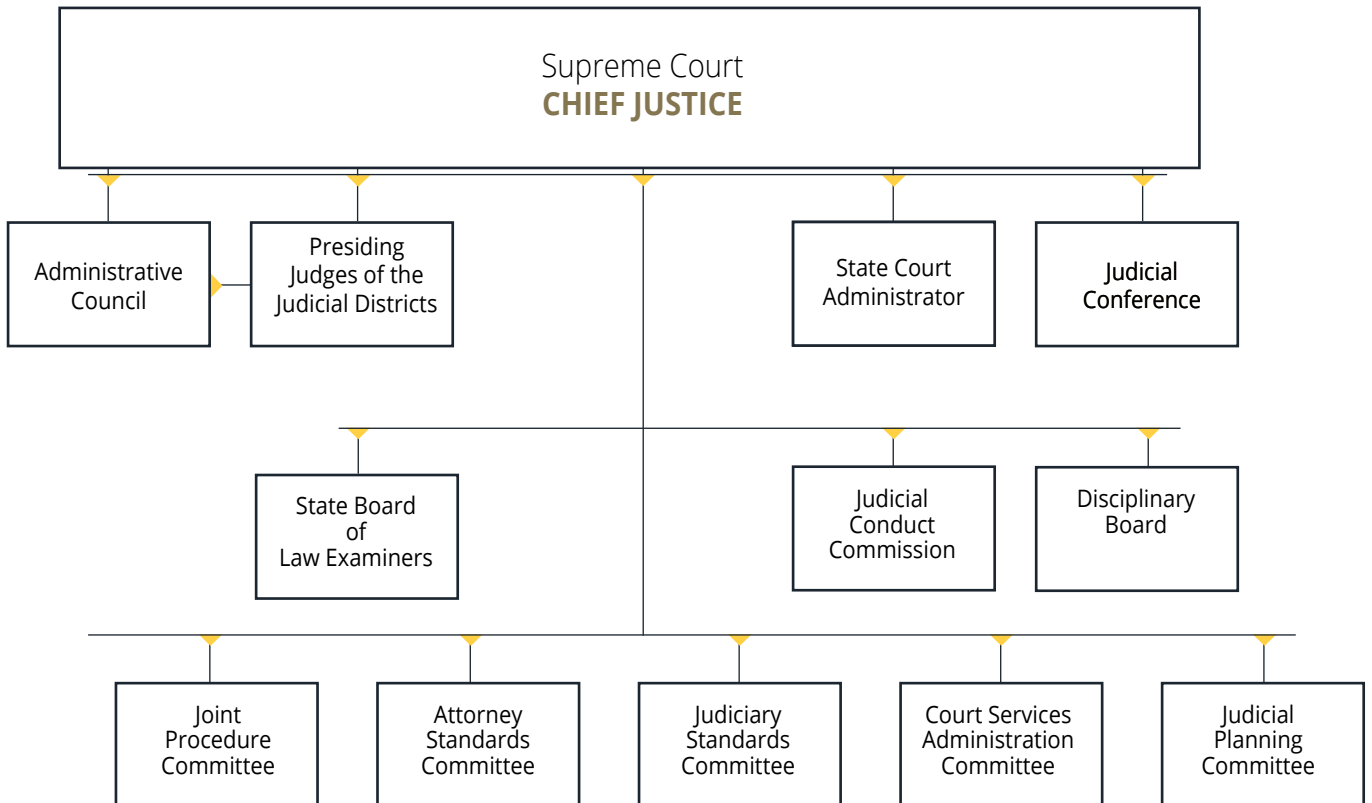 Supreme Court
CHIEF JUSTICE
Administrative
Council
Presiding
Judges of the
Judicial Districts
State Court
Administrator
Judicial
Conference
State Board
of
Law Examiners
Judicial
Conduct
Commission
Disciplinary
Board
Joint
Procedure
Committee
Attorney
Standards
Committee
Judiciary
Standards
Committee
Court Services
Administration
Committee
Judicial
Planning
Committee